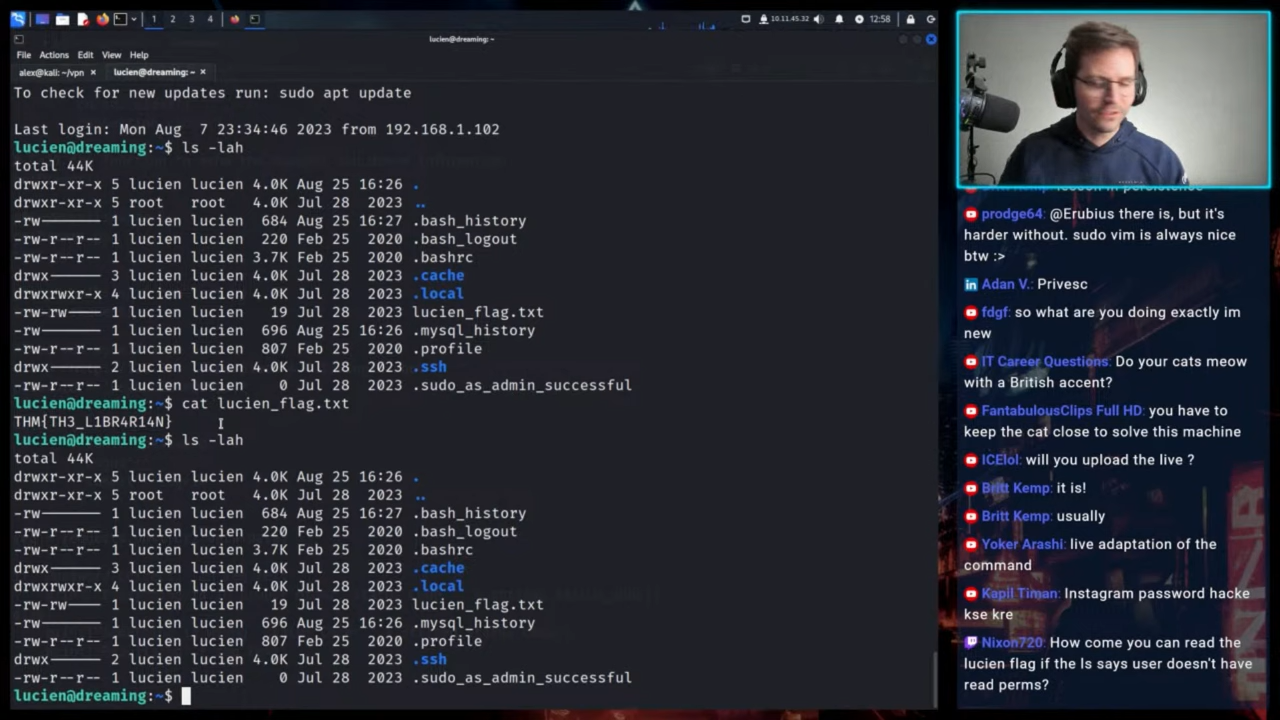 1 2 3 4
10.11.45.32
12:58
lucien@dreaming: ~
File Actions Edit View Help
alex@kali: ~/vpn × lucien@dreaming: ~ ×
To check for new updates run: sudo apt update
Last login: Mon Aug 7 23:34:46 2023 from 192.168.1.102
lucien@dreaming:~$ ls -lah
total 44K
drwxr-xr-x 5 lucien lucien 4.0K Aug 25 16:26 .
drwxr-xr-x 5 root root 4.0K Jul 28 2023 ..
-rw------- 1 lucien lucien 684 Aug 25 16:27 .bash_history
-rw-r--r-- 1 lucien lucien 220 Feb 25 2020 .bash_logout
-rw-r--r-- 1 lucien lucien 3.7K Feb 25 2020 .bashrc
drwx------ 3 lucien lucien 4.0K Jul 28 2023 .cache
drwxrwxr-x 4 lucien lucien 4.0K Jul 28 2023 .local
-rw-rw---- 1 lucien lucien 19 Jul 28 2023 lucien_flag.txt
-rw------- 1 lucien lucien 696 Aug 25 16:26 .mysql_history
-rw-r--r-- 1 lucien lucien 807 Feb 25 2020 .profile
drwx------ 2 lucien lucien 4.0K Jul 28 2023 .ssh
-rw-r--r-- 1 lucien lucien 0 Jul 28 2023 .sudo_as_admin_successful
lucien@dreaming:~$ cat lucien_flag.txt
THM{TH3_L1BR4R14N}
lucien@dreaming:~$ ls -lah
total 44K
drwxr-xr-x 5 lucien lucien 4.0K Aug 25 16:26 .
drwxr-xr-x 5 root root 4.0K Jul 28 2023 ..
-rw------- 1 lucien lucien 684 Aug 25 16:27 .bash_history
-rw-r--r-- 1 lucien lucien 220 Feb 25 2020 .bash_logout
-rw-r--r-- 1 lucien lucien 3.7K Feb 25 2020 .bashrc
drwx------ 3 lucien lucien 4.0K Jul 28 2023 .cache
drwxrwxr-x 4 lucien lucien 4.0K Jul 28 2023 .local
-rw-rw---- 1 lucien lucien 19 Jul 28 2023 lucien_flag.txt
-rw------- 1 lucien lucien 696 Aug 25 16:26 .mysql_history
-rw-r--r-- 1 lucien lucien 807 Feb 25 2020 .profile
drwx------ 2 lucien lucien 4.0K Jul 28 2023 .ssh
-rw-r--r-- 1 lucien lucien 0 Jul 28 2023 .sudo_as_admin_successful
lucien@dreaming:~$
prodge64: @Erubius there is, but it's
harder without. sudo vim is always nice
btw :>
Adan V.: Privesc
fdgf: so what are you doing exactly im
new
IT Career Questions: Do your cats meow
with a British accent?
FantabulousClips Full HD: you have to
keep the cat close to solve this machine
ICElol: will you upload the live ?
Britt Kemp: it is!
Britt Kemp: usually
Yoker Arashi: live adaptation of the
command
Kapil Timan: Instagram password hacke
kse kre
Nixon720: How come you can read the
lucien flag if the ls says user doesn't have
read perms?